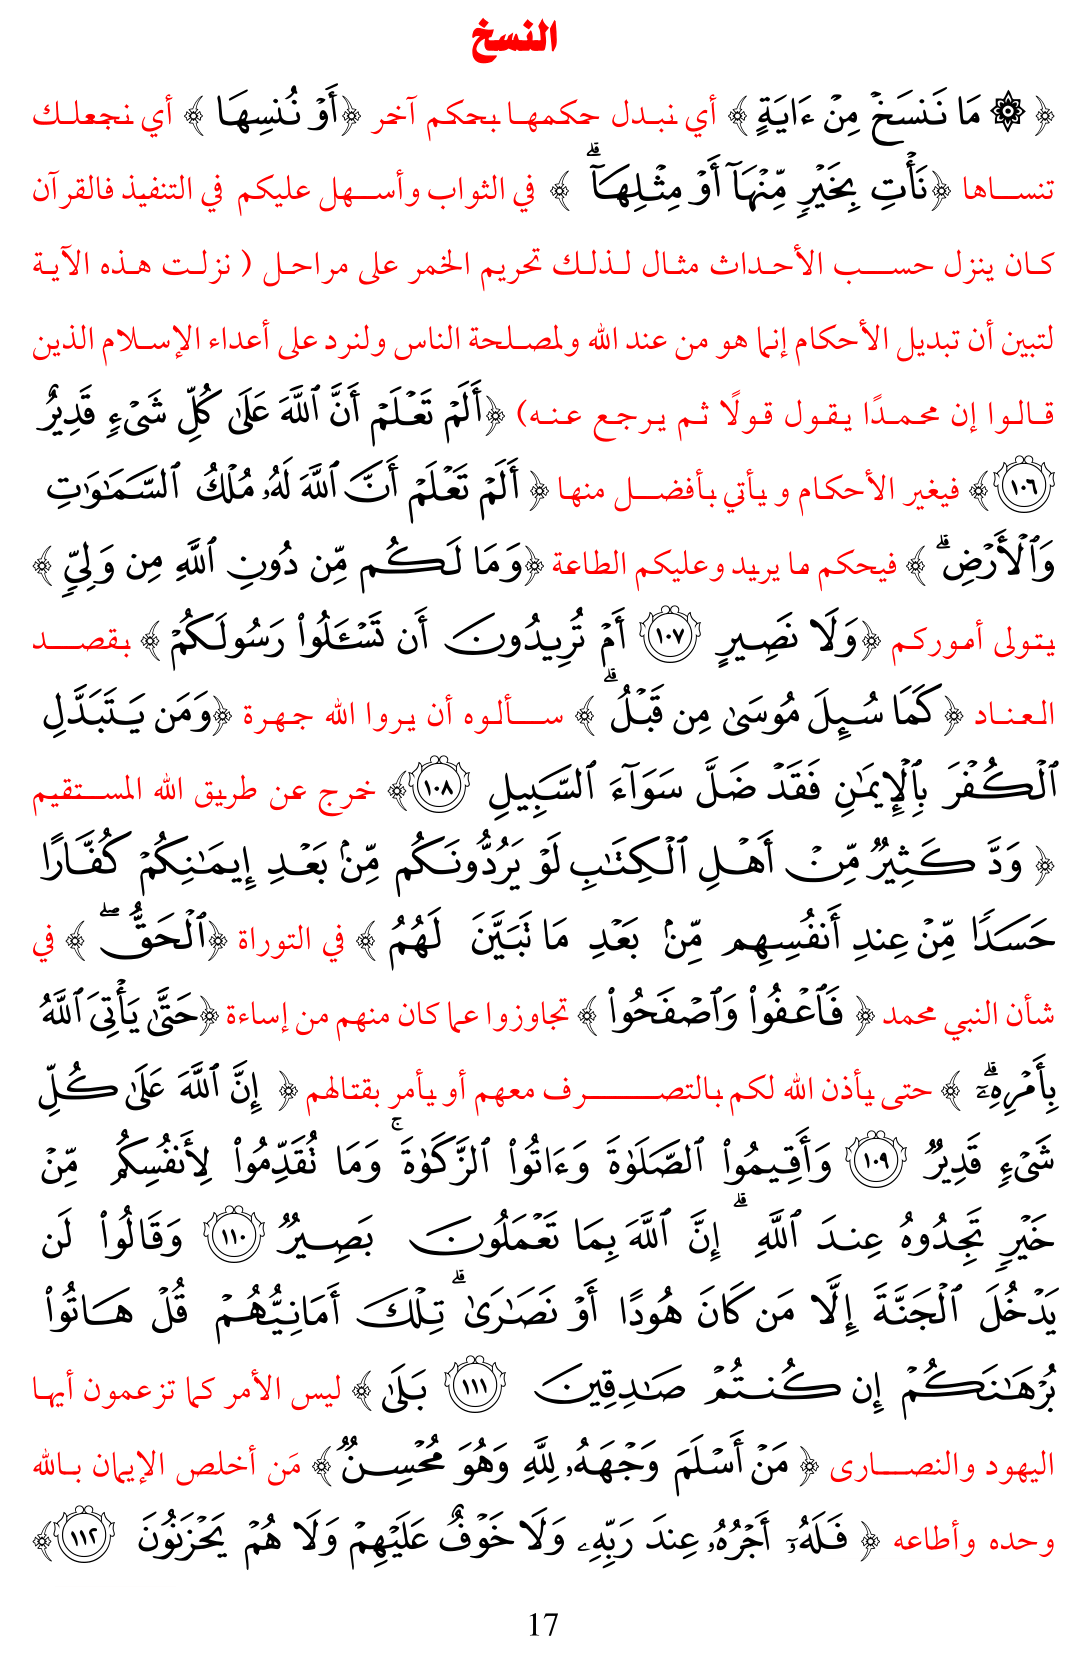 النسخ
﴿ ۞ مَا نَنسَخۡ مِنۡ ءَايَةٍ ﴾ أي نبدل حكمها بحكم آخر ﴿أَوۡ نُنسِهَا ﴾ أي نجعلك
تنساها ﴿نَأۡتِ بِخَيۡرٖ مِّنۡهَآ أَوۡ مِثۡلِهَآۗ ﴾ في الثواب وأسهل عليكم في التنفيذ فالقرآن
كان ينزل حسب الأحداث مثال لذلك تحريم الخمر على مراحل ( نزلت هذه الآية
لتبين أن تبديل الأحكام إنما هو من عند الله ولمصلحة الناس ولنرد على أعداء الإسلام الذين
قالوا إن محمدًا يقول قولًا ثم يرجع عنه) ﴿أَلَمۡ تَعۡلَمۡ أَنَّ ٱللَّهَ عَلَىٰ كُلِّ شَيۡءٖ قَدِيرٌ
١٠٦﴾ فيغير الأحكام و يأتي بأفضل منها ﴿ أَلَمۡ تَعۡلَمۡ أَنَّ ٱللَّهَ لَهُۥ مُلۡكُ ٱلسَّمَٰوَٰتِ
وَٱلۡأَرۡضِۗ ﴾ فيحكم ما يريد وعليكم الطاعة ﴿وَمَا لَكُم مِّن دُونِ ٱللَّهِ مِن وَلِيّٖ ﴾
يتولى أموركم ﴿وَلَا نَصِيرٍ ١٠٧ أَمۡ تُرِيدُونَ أَن تَسۡـَٔلُواْ رَسُولَكُمۡ﴾ بقصد
العناد ﴿كَمَا سُئِلَ مُوسَىٰ مِن قَبۡلُۗ ﴾ سألوه أن يروا الله جهرة ﴿وَمَن يَتَبَدَّلِ
ٱلۡكُفۡرَ بِٱلۡإِيمَٰنِ فَقَدۡ ضَلَّ سَوَآءَ ٱلسَّبِيلِ ١٠٨﴾ خرج عن طريق الله المستقيم
﴿ وَدَّ كَثِيرٞ مِّنۡ أَهۡلِ ٱلۡكِتَٰبِ لَوۡ يَرُدُّونَكُم مِّنۢ بَعۡدِ إِيمَٰنِكُمۡ كُفَّارًا
حَسَدٗا مِّنۡ عِندِ أَنفُسِهِم مِّنۢ بَعۡدِ مَا تَبَيَّنَ لَهُمُ ﴾ في التوراة ﴿ٱلۡحَقُّۖ ﴾ في
شأن النبي محمد ﴿ فَٱعۡفُواْ وَٱصۡفَحُواْ ﴾ تجاوزوا عما كان منهم من إساءة ﴿حَتَّىٰ يَأۡتِيَ ٱللَّهُ
بِأَمۡرِهِۦٓۗ ﴾ حتى يأذن الله لكم بالتصرف معهم أو يأمر بقتالهم ﴿ إِنَّ ٱللَّهَ عَلَىٰ كُلِّ
شَيۡءٖ قَدِيرٞ ١٠٩ وَأَقِيمُواْ ٱلصَّلَوٰةَ وَءَاتُواْ ٱلزَّكَوٰةَۚ وَمَا تُقَدِّمُواْ لِأَنفُسِكُم مِّنۡ
خَيۡرٖ تَجِدُوهُ عِندَ ٱللَّهِۗ إِنَّ ٱللَّهَ بِمَا تَعۡمَلُونَ بَصِيرٞ ١١٠ وَقَالُواْ لَن
يَدۡخُلَ ٱلۡجَنَّةَ إِلَّا مَن كَانَ هُودًا أَوۡ نَصَٰرَىٰۗ تِلۡكَ أَمَانِيُّهُمۡ قُلۡ هَاتُواْ
بُرۡهَٰنَكُمۡ إِن كُنتُمۡ صَٰدِقِينَ ١١١ بَلَىٰ ﴾ ليس الأمر كما تزعمون أيها
اليهود والنصارى ﴿ مَنۡ أَسۡلَمَ وَجۡهَهُۥ لِلَّهِ وَهُوَ مُحۡسِنٞ﴾ مَن أخلص الإيمان بالله
وحده وأطاعه ﴿ فَلَهُۥٓ أَجۡرُهُۥ عِندَ رَبِّهِۦ وَلَا خَوۡفٌ عَلَيۡهِمۡ وَلَا هُمۡ يَحۡزَنُونَ ١١٢﴾
17